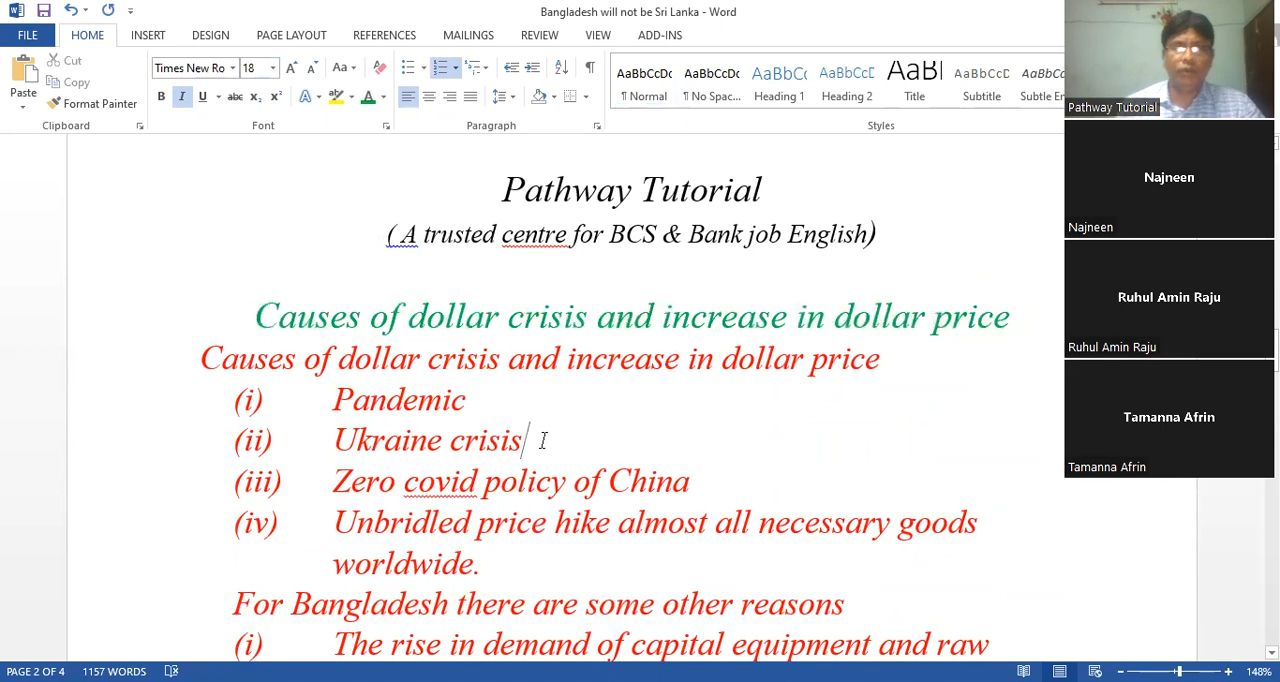 Bangladesh will not be Sri Lanka - Word
FILE HOME INSERT DESIGN PAGE LAYOUT REFERENCES MAILINGS REVIEW VIEW ADD-INS
Cut
Copy
Format Painter
Paste
Clipboard
Times New Ro 18
Font
Paragraph
AaBbCcDc AaBbCcDc AaBbCc AaBbCcC AaBl AaBbCcC AaBbCcD
¶ Normal ¶ No Spac... Heading 1 Heading 2 Title Subtitle Subtle En
Styles
Pathway Tutorial
( A trusted centre for BCS & Bank job English)
Causes of dollar crisis and increase in dollar price
Causes of dollar crisis and increase in dollar price
(i) Pandemic
(ii) Ukraine crisis
(iii) Zero covid policy of China
(iv) Unbridled price hike almost all necessary goods
worldwide.
For Bangladesh there are some other reasons
(i) The rise in demand of capital equipment and raw
Pathway Tutorial
Najneen
Najneen
Ruhul Amin Raju
Ruhul Amin Raju
Tamanna Afrin
Tamanna Afrin
PAGE 2 OF 4 1157 WORDS
148%